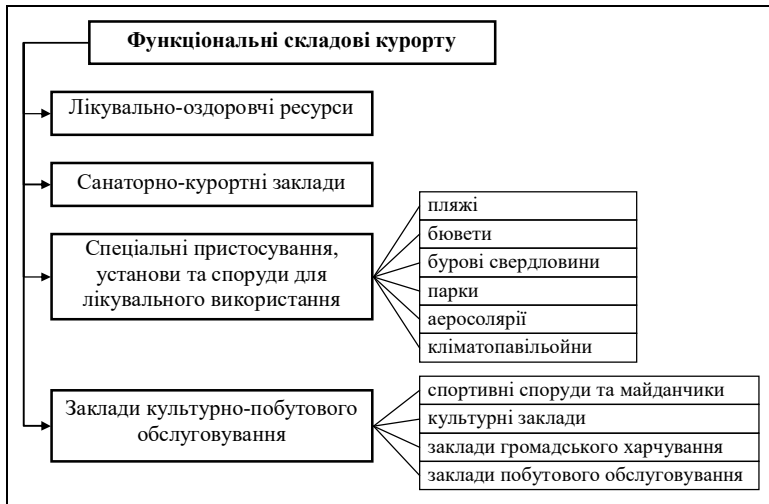 Функціональні складові курорту
Лікувально-оздоровчі ресурси
Санаторно-курортні заклади
Спеціальні пристосування,
установи та споруди для
лікувального використання
пляжі
бювети
бурові свердловини
парки
аеросолярії
кліматопавільойни
Заклади культурно-побутового
обслуговування
спортивні споруди та майданчики
культурні заклади
заклади громадського харчування
заклади побутового обслуговування